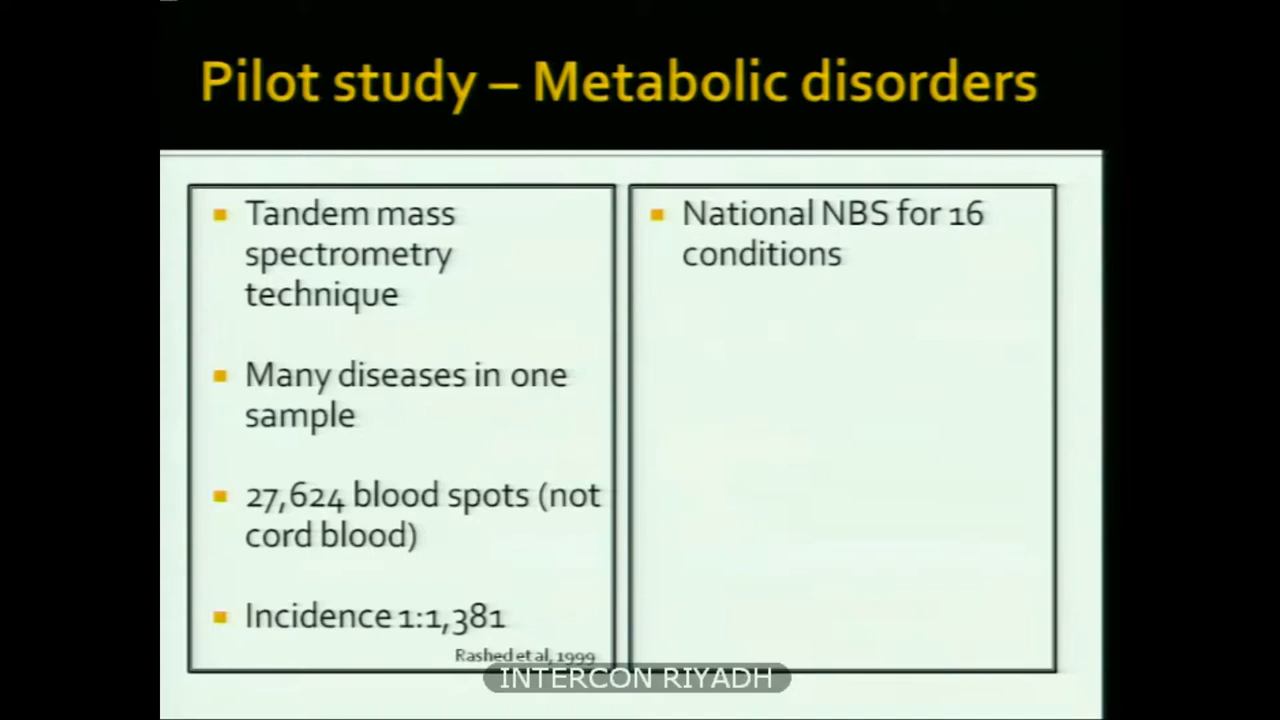 Pilot study – Metabolic disorders
Tandem mass
spectrometry
technique
Many diseases in one
sample
27,624 blood spots (not
cord blood)
Incidence 1:1,381
Rashed et al, 1999
National NBS for 16
conditions
INTERCON RIYADH